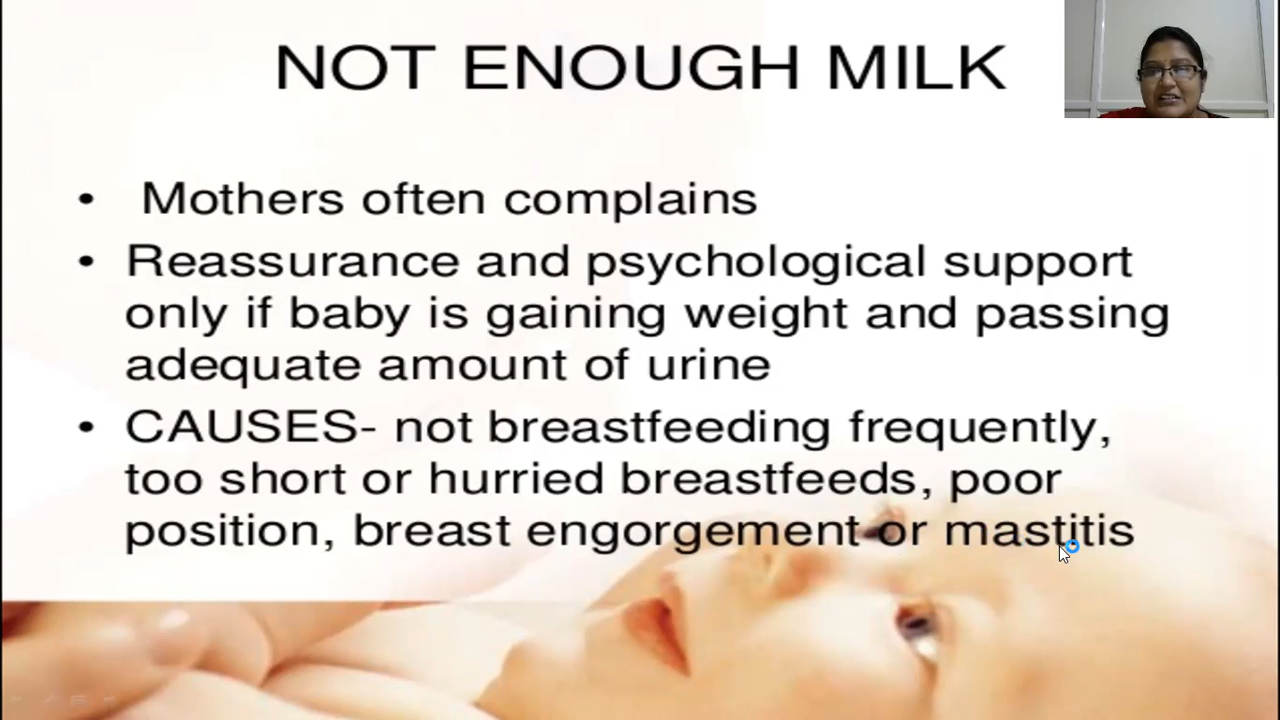 NOT ENOUGH MILK
• Mothers often complains
• Reassurance and psychological support
only if baby is gaining weight and passing
adequate amount of urine
• CAUSES- not breastfeeding frequently,
too short or hurried breastfeeds, poor
position, breast engorgement or mastitis